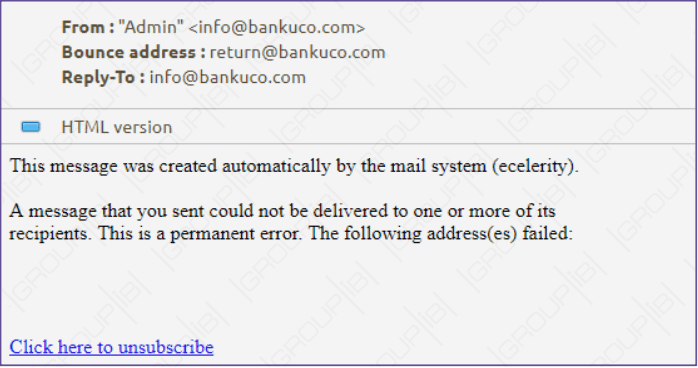 From : "Admin" <info@bankuco.com>
Bounce address : return@bankuco.com
Reply-To : info@bankuco.com
HTML version
This message was created automatically by the mail system (ecelerity).
A message that you sent could not be delivered to one or more of its
recipients. This is a permanent error. The following address(es) failed:
Click here to unsubscribe
|GROUP|IB|